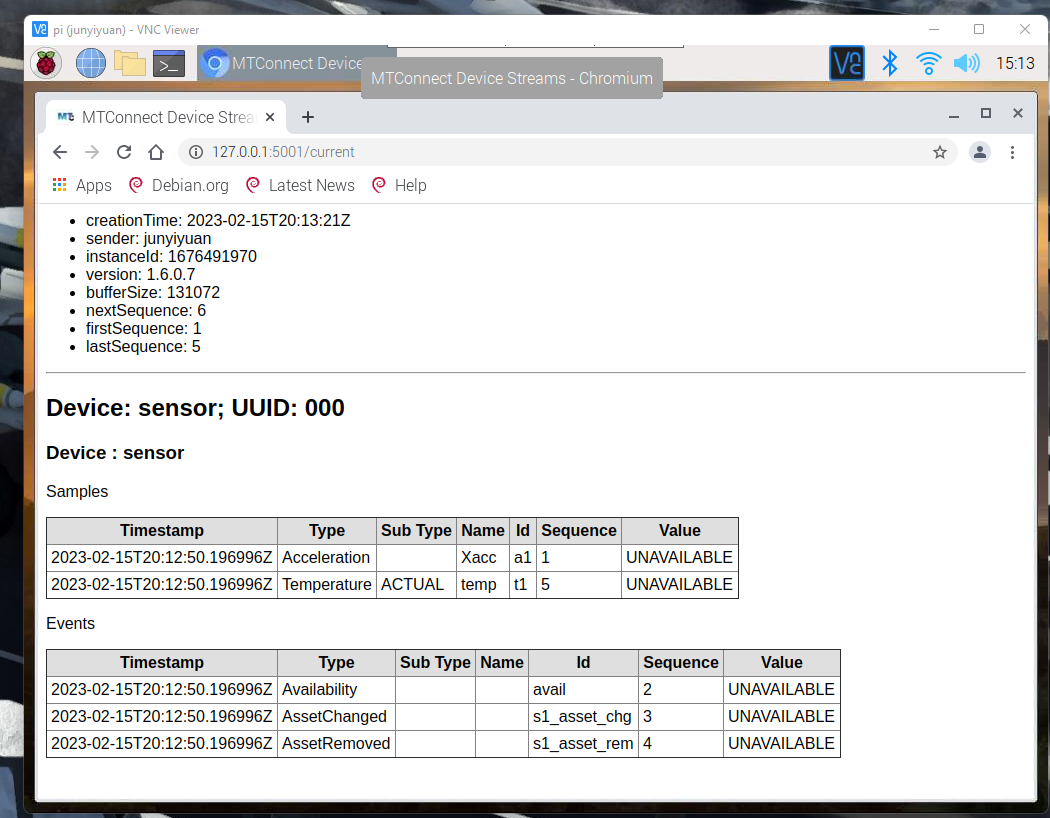 pi (junyiyuan) - VNC Viewer
MTConnect Device
15:13
MTConnect Device Streams - Chromium
MTConnect Device Strea
127.0.0.1:5001/current
Apps Debian.org Latest News Help
creationTime: 2023-02-15T20:13:21Z
sender: junyiyuan
instanceId: 1676491970
version: 1.6.0.7
bufferSize: 131072
nextSequence: 6
firstSequence: 1
lastSequence: 5
Device: sensor; UUID: 000
Device : sensor
Samples
Timestamp Type Sub Type Name Id Sequence Value
2023-02-15T20:12:50.196996Z Acceleration Xacc a1 1 UNAVAILABLE
2023-02-15T20:12:50.196996Z Temperature ACTUAL temp t1 5 UNAVAILABLE
Events
Timestamp Type Sub Type Name Id Sequence Value
2023-02-15T20:12:50.196996Z Availability avail 2 UNAVAILABLE
2023-02-15T20:12:50.196996Z AssetChanged s1_asset_chg 3 UNAVAILABLE
2023-02-15T20:12:50.196996Z AssetRemoved s1_asset_rem 4 UNAVAILABLE